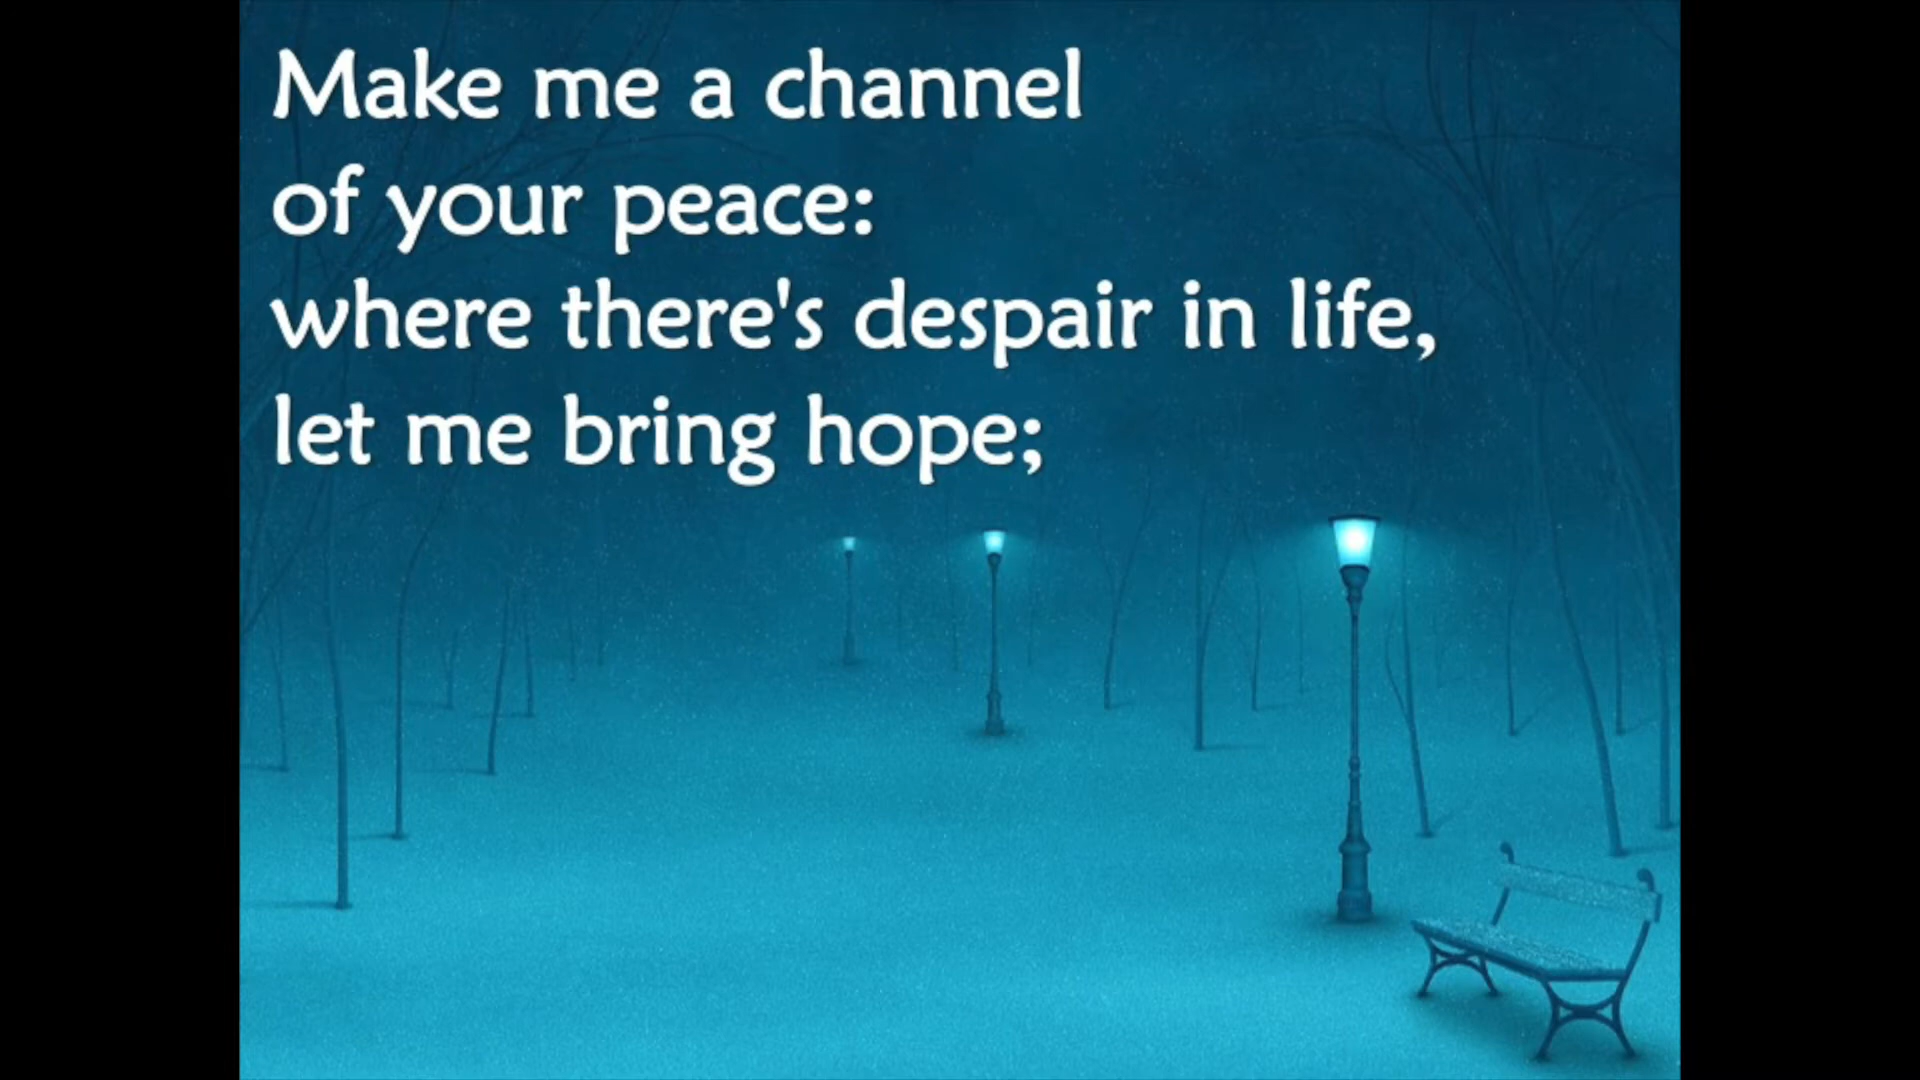 Make me a channel
of your peace:
where there's despair in life,
let me bring hope;